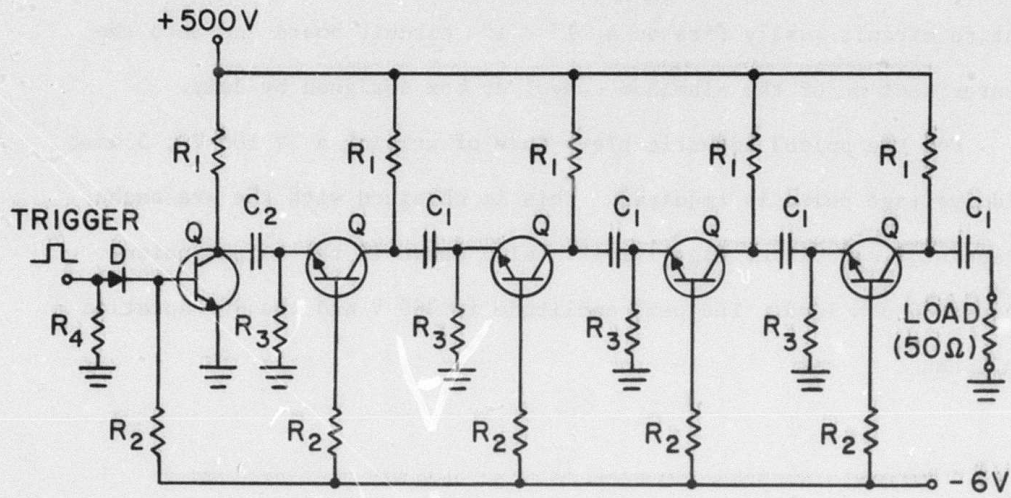 +500V
R1 R1 R1 R1 R1
TRIGGER
D Q C2 Q C1 Q C1 Q C1 Q C1
R4 R3 R3 R3 R3
LOAD
(50Ω)
R2 R2 R2 R2 R2
-6V